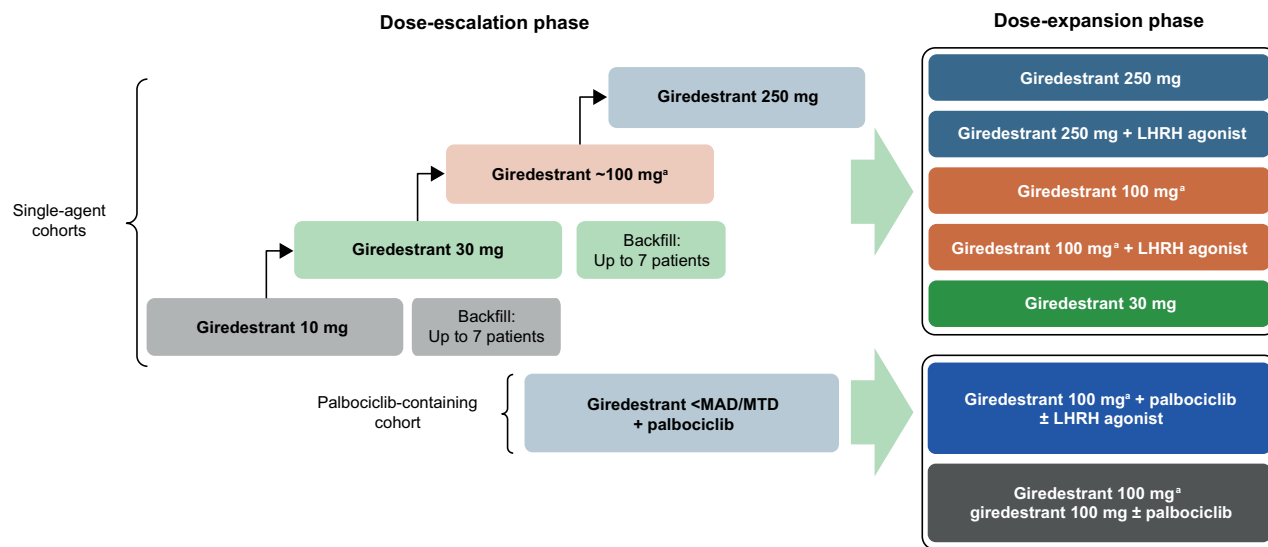 Dose-escalation phase
Dose-expansion phase
Single-agent
cohorts
Giredestrant 250 mg
Giredestrant ~100 mgᵃ
Giredestrant 30 mg
Backfill:
Up to 7 patients
Giredestrant 10 mg
Backfill:
Up to 7 patients
Palbociclib-containing
cohort
Giredestrant <MAD/MTD
+ palbociclib
Giredestrant 250 mg
Giredestrant 250 mg + LHRH agonist
Giredestrant 100 mgᵃ
Giredestrant 100 mgᵃ + LHRH agonist
Giredestrant 30 mg
Giredestrant 100 mgᵃ + palbociclib
± LHRH agonist
Giredestrant 100 mgᵃ
giredestrant 100 mg ± palbociclib